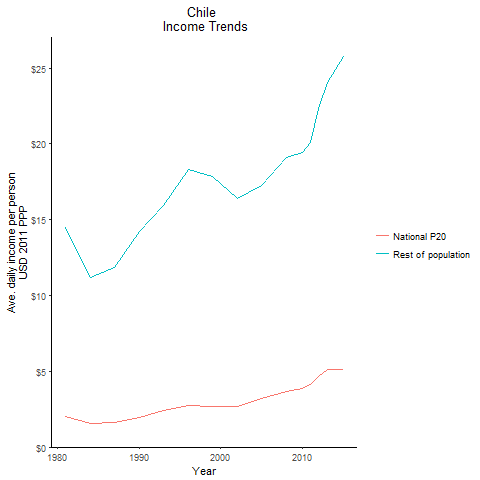 Chile
Income Trends
Ave. daily income per person
USD 2011 PPP
$25
$20
$15
$10
$5
$0
1980
1990
2000
2010
Year
National P20
Rest of population